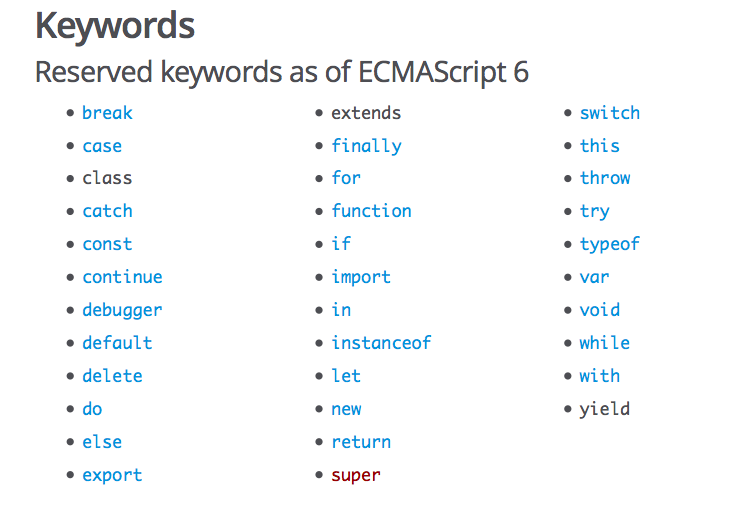 Keywords
Reserved keywords as of ECMAScript 6
break
case
class
catch
const
continue
debugger
default
delete
do
else
export
extends
finally
for
function
if
import
in
instanceof
let
new
return
super
switch
this
throw
try
typeof
var
void
while
with
yield